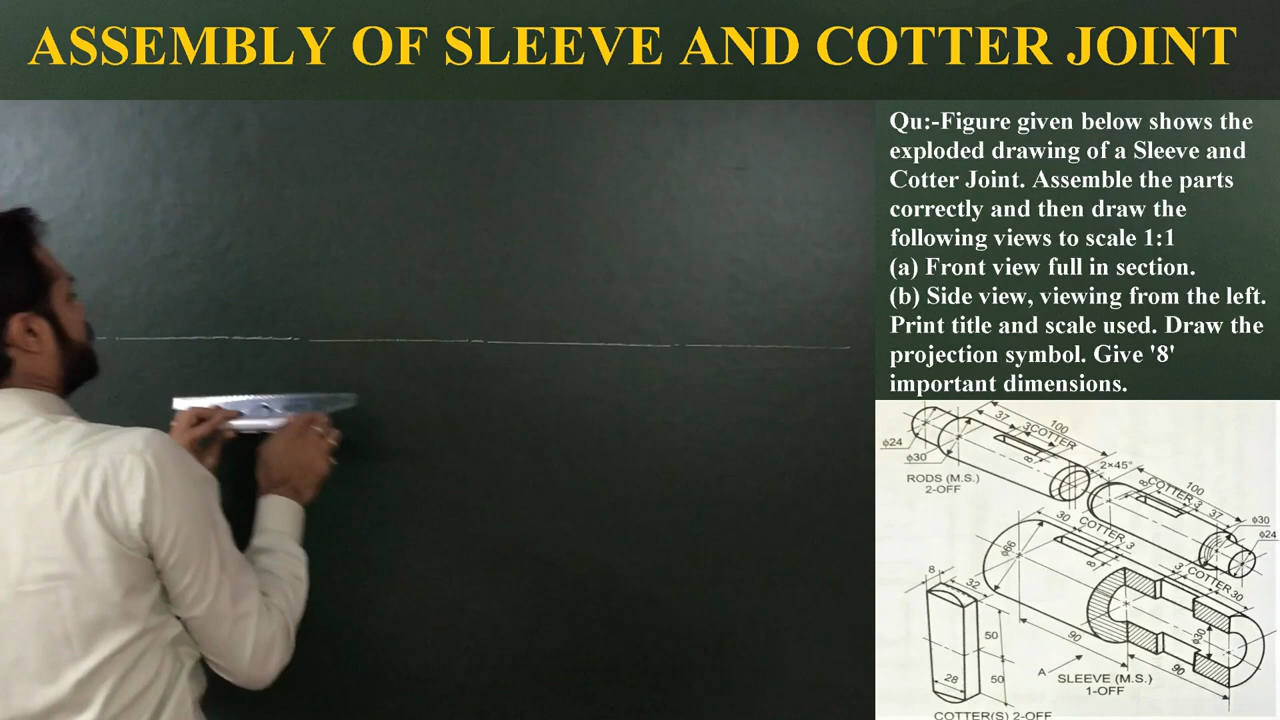 ASSEMBLY OF SLEEVE AND COTTER JOINT
Qu:-Figure given below shows the
exploded drawing of a Sleeve and
Cotter Joint. Assemble the parts
correctly and then draw the
following views to scale 1:1
(a) Front view full in section.
(b) Side view, viewing from the left.
Print title and scale used. Draw the
projection symbol. Give '8'
important dimensions.
37
3
COTTER
100
ϕ24
ϕ30
8
RODS (M.S.)
2-OFF
2×45°
100
8
COTTER 3
37
ϕ30
ϕ24
30
COTTER 3
ϕ66
8
8
32
3
COTTER
30
ϕ30
50
50
28
90
90
A
SLEEVE (M.S.)
1-OFF
COTTER(S) 2-OFF